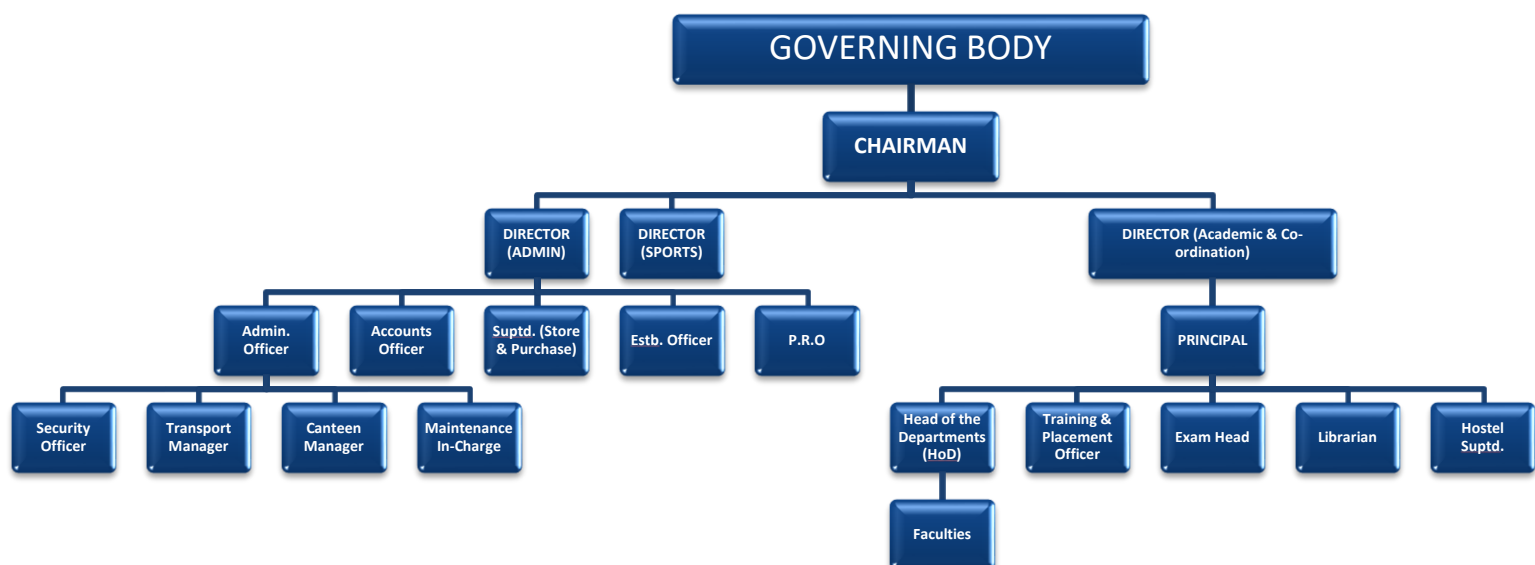 GOVERNING BODY
CHAIRMAN
DIRECTOR
(ADMIN)
DIRECTOR
(SPORTS)
DIRECTOR (Academic & Co-
ordination)
Admin.
Officer
Accounts
Officer
Suptd. (Store
& Purchase)
Estb. Officer
P.R.O
PRINCIPAL
Security
Officer
Transport
Manager
Canteen
Manager
Maintenance
In-Charge
Head of the
Departments
(HoD)
Training &
Placement
Officer
Exam Head
Librarian
Hostel
Suptd.
Faculties